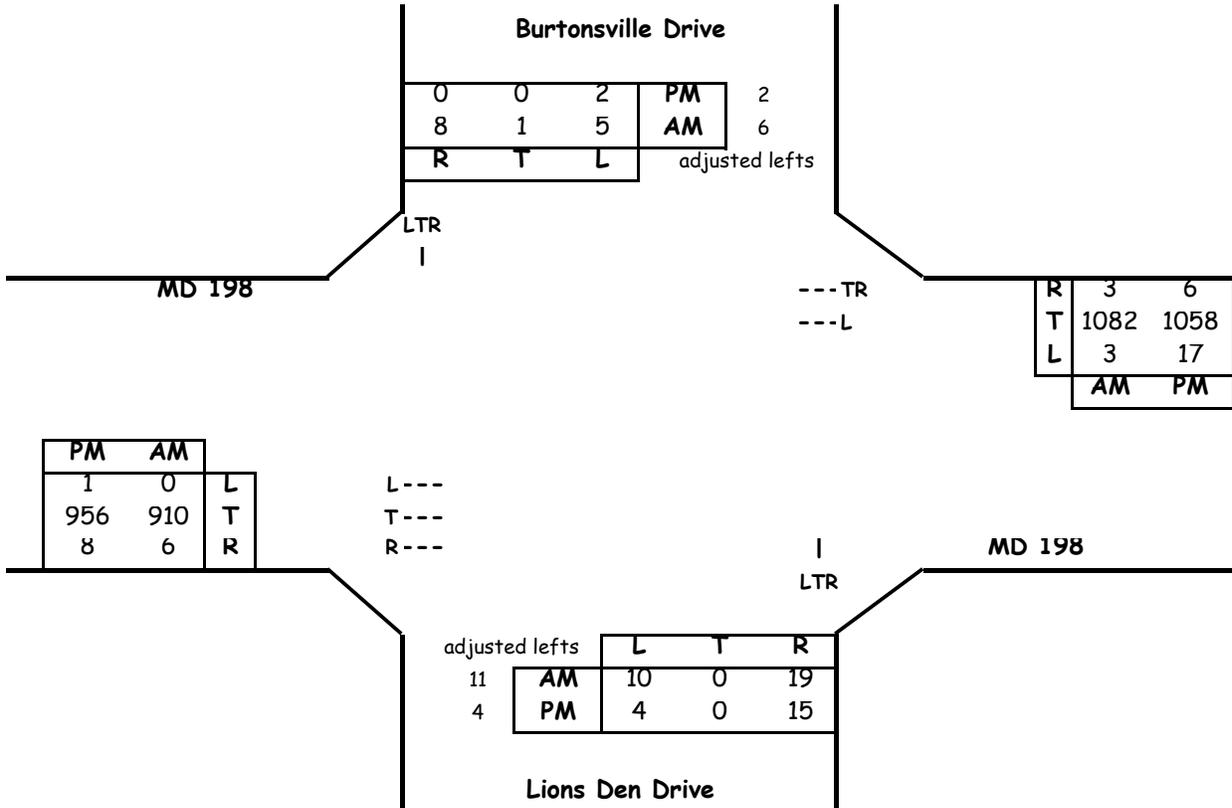 Burtonsville Drive
0 0 2 PM 2
8 1 5 AM 6
R T L adjusted lefts
LTR
MD 198
TR
L
R 3 6
T 1082 1058
L 3 17
AM PM
PM AM
1 0 L
956 910 T
8 6 R
L
T
R
MD 198
LTR
adjusted lefts L T R
11 AM 10 0 19
4 PM 4 0 15
Lions Den Drive